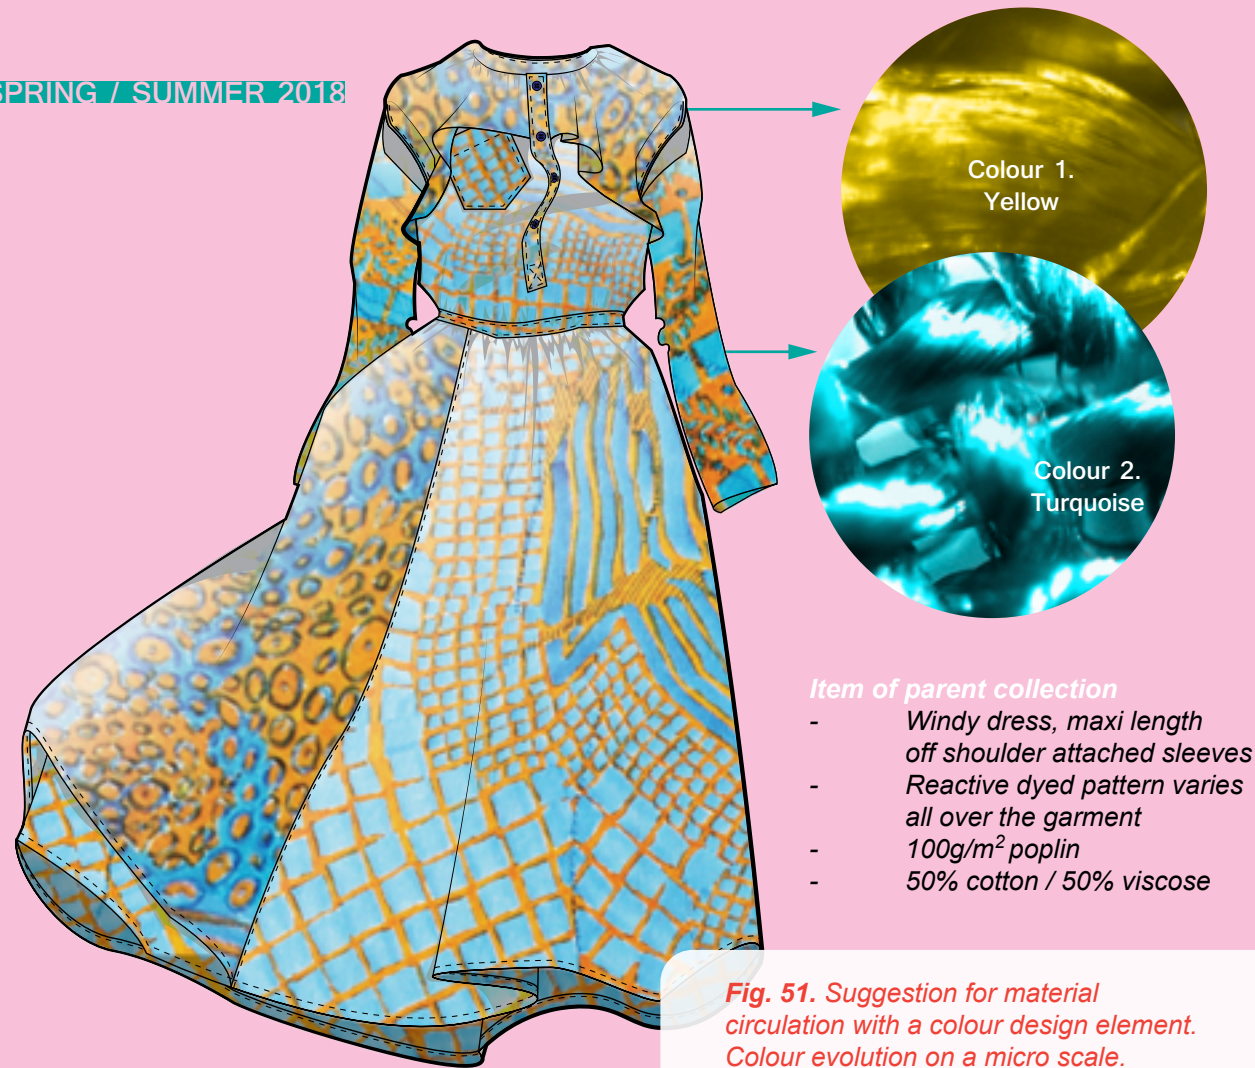 SPRING / SUMMER 2018
Colour 1.
Yellow
Colour 2.
Turquoise
Item of parent collection
- Windy dress, maxi length
off shoulder attached sleeves
- Reactive dyed pattern varies
all over the garment
- 100g/m² poplin
- 50% cotton / 50% viscose
Fig. 51. Suggestion for material
circulation with a colour design element.
Colour evolution on a micro scale.